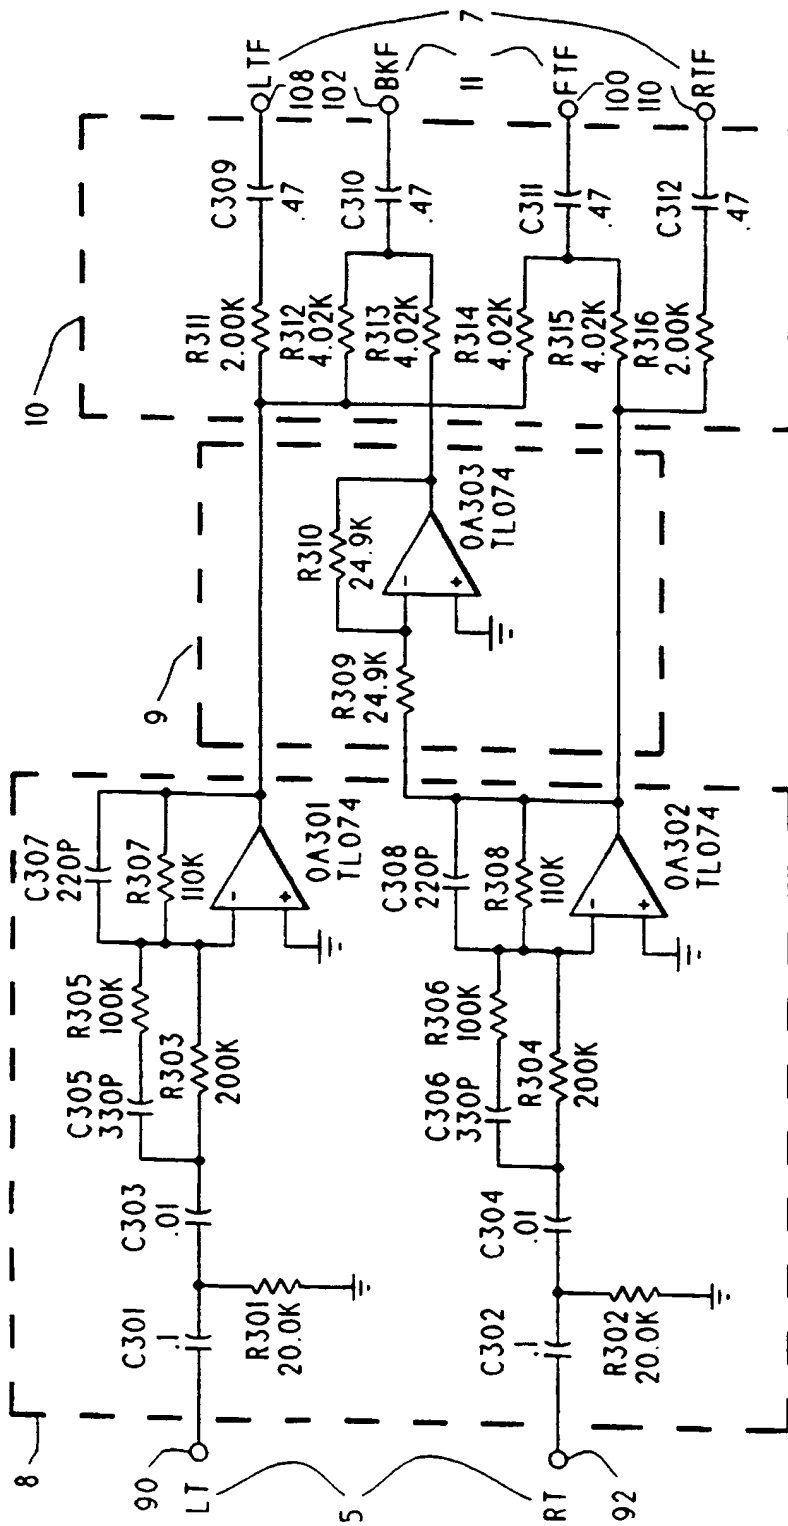 8
90
LT
5
RT
92
C301
.1
R301
20.0K
C303
.01
C305
330P
R305
100K
R303
200K
C307
220P
R307
110K
-
+
OA301
TL074
C302
.1
R302
20.0K
C304
.01
C306
330P
R306
100K
R304
200K
C308
220P
R308
110K
-
+
OA302
TL074
9
R309
24.9K
R310
24.9K
-
+
OA303
TL074
10
R311
2.00K
R312
4.02K
R313
4.02K
R314
4.02K
R315
4.02K
R316
2.00K
C309
.47
C310
.47
C311
.47
C312
.47
LTF
108
102
BKF
7
11
FTF
100
110
RTF